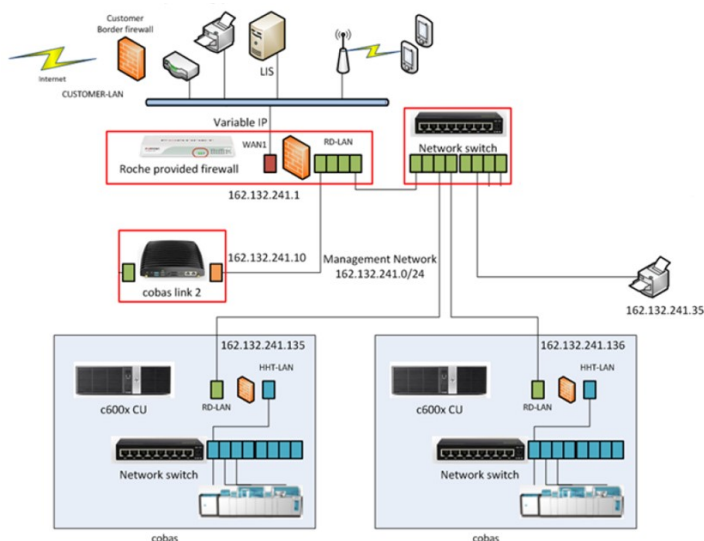 Customer
Border firewall
Internet
CUSTOMER-LAN
LIS
Variable IP
WAN1
RD-LAN
Roche provided firewall
162.132.241.1
Network switch
162.132.241.10
cobas link 2
Management Network
162.132.241.0/24
162.132.241.35
162.132.241.135
HHT-LAN
c600x CU
RD-LAN
Network switch
cobas
162.132.241.136
HHT-LAN
c600x CU
RD-LAN
Network switch
cobas